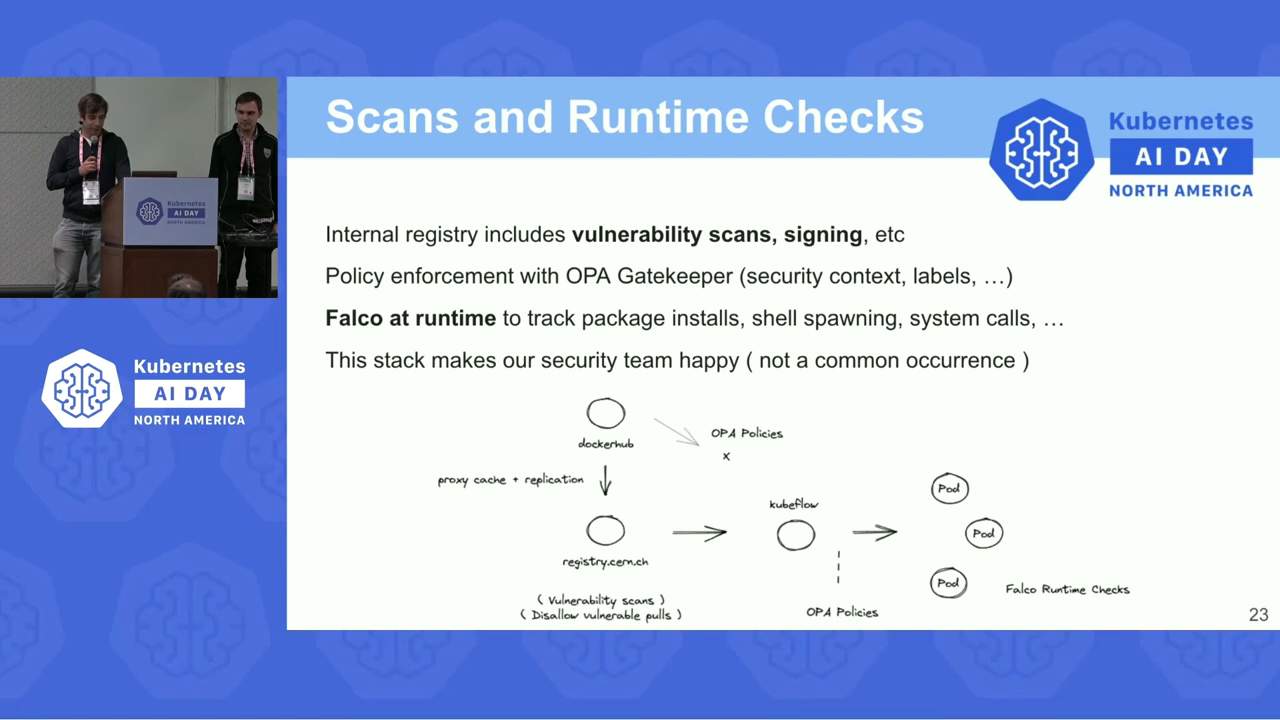 Scans and Runtime Checks
Kubernetes
AI DAY
NORTH AMERICA
Internal registry includes vulnerability scans, signing, etc
Policy enforcement with OPA Gatekeeper (security context, labels, …)
Falco at runtime to track package installs, shell spawning, system calls, …
This stack makes our security team happy ( not a common occurrence )
dockerhub
OPA Policies
x
proxy cache + replication
kubeflow
Pod
Pod
Pod
registry.cern.ch
Falco Runtime Checks
( Vulnerability scans )
( Disallow vulnerable pulls )
OPA Policies
23
Kubernetes
AI DAY
NORTH AMERICA
Kubernetes
AI DAY
NORTH AMERICA